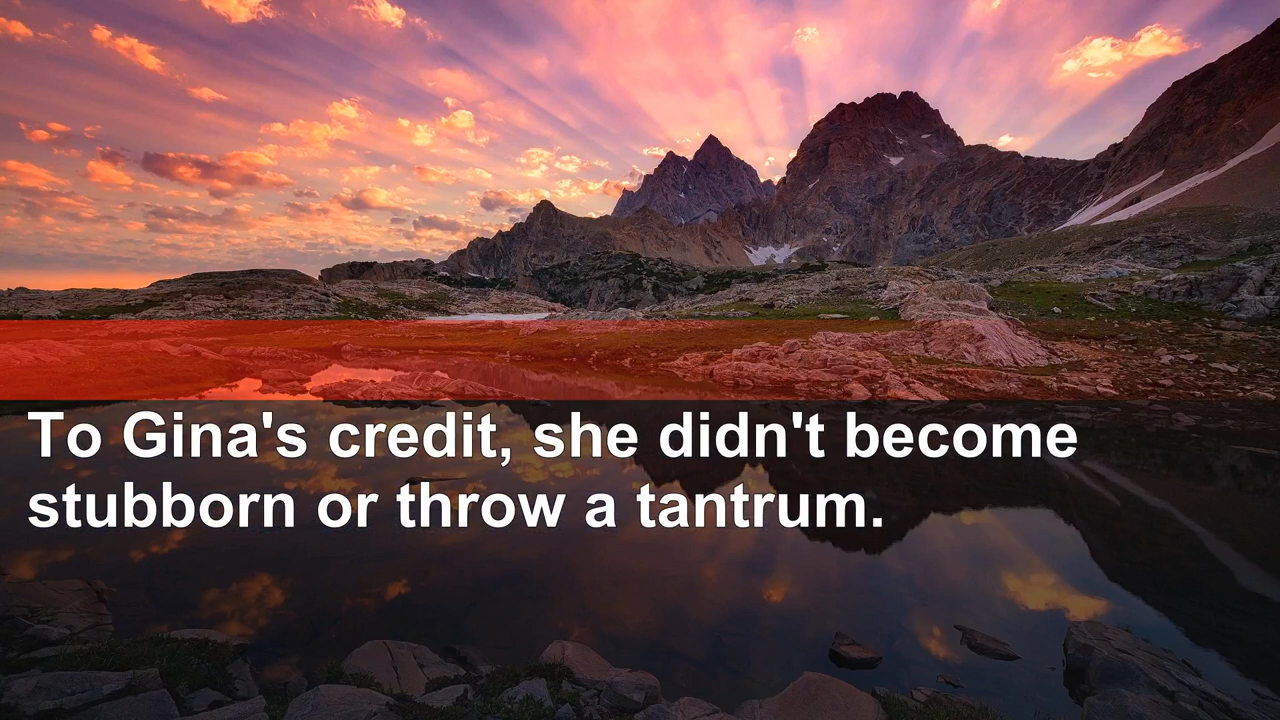 To Gina's credit, she didn't become
stubborn or throw a tantrum.